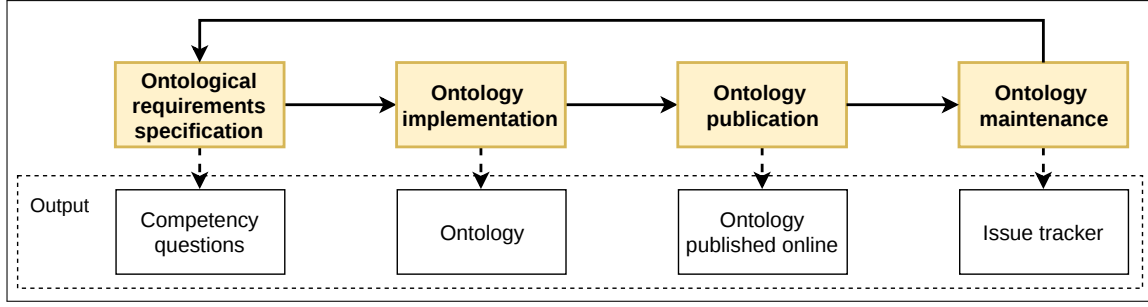 Ontological
requirements
specification
Ontology
implementation
Ontology
publication
Ontology
maintenance
Output
Competency
questions
Ontology
Ontology
published online
Issue tracker